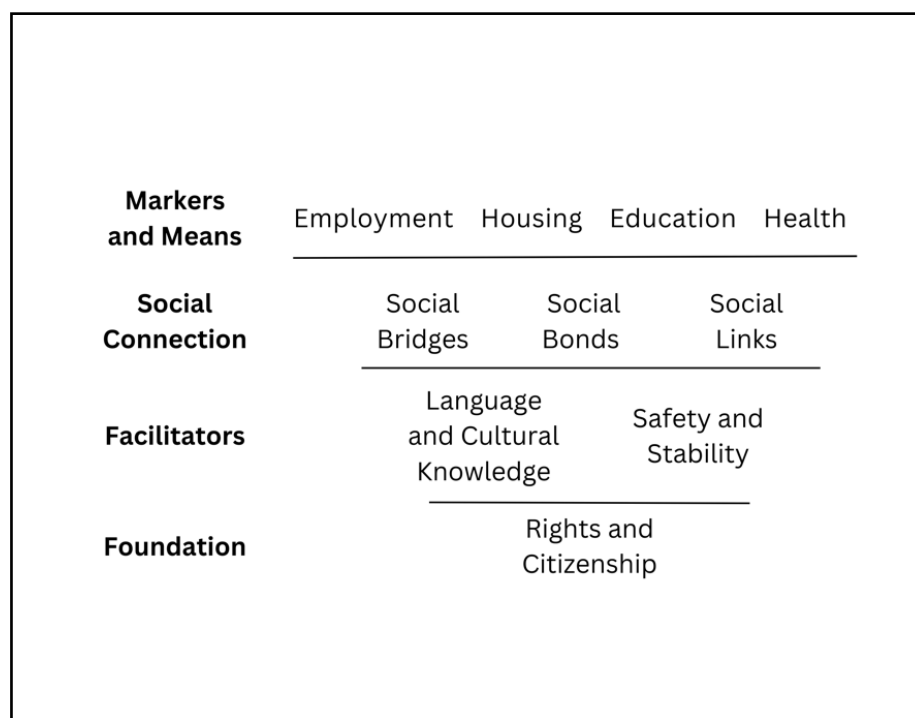 Markers
and Means
Employment Housing Education Health
Social
Connection
Social
Bridges
Social
Bonds
Social
Links
Facilitators
Language
and Cultural
Knowledge
Safety and
Stability
Foundation
Rights and
Citizenship